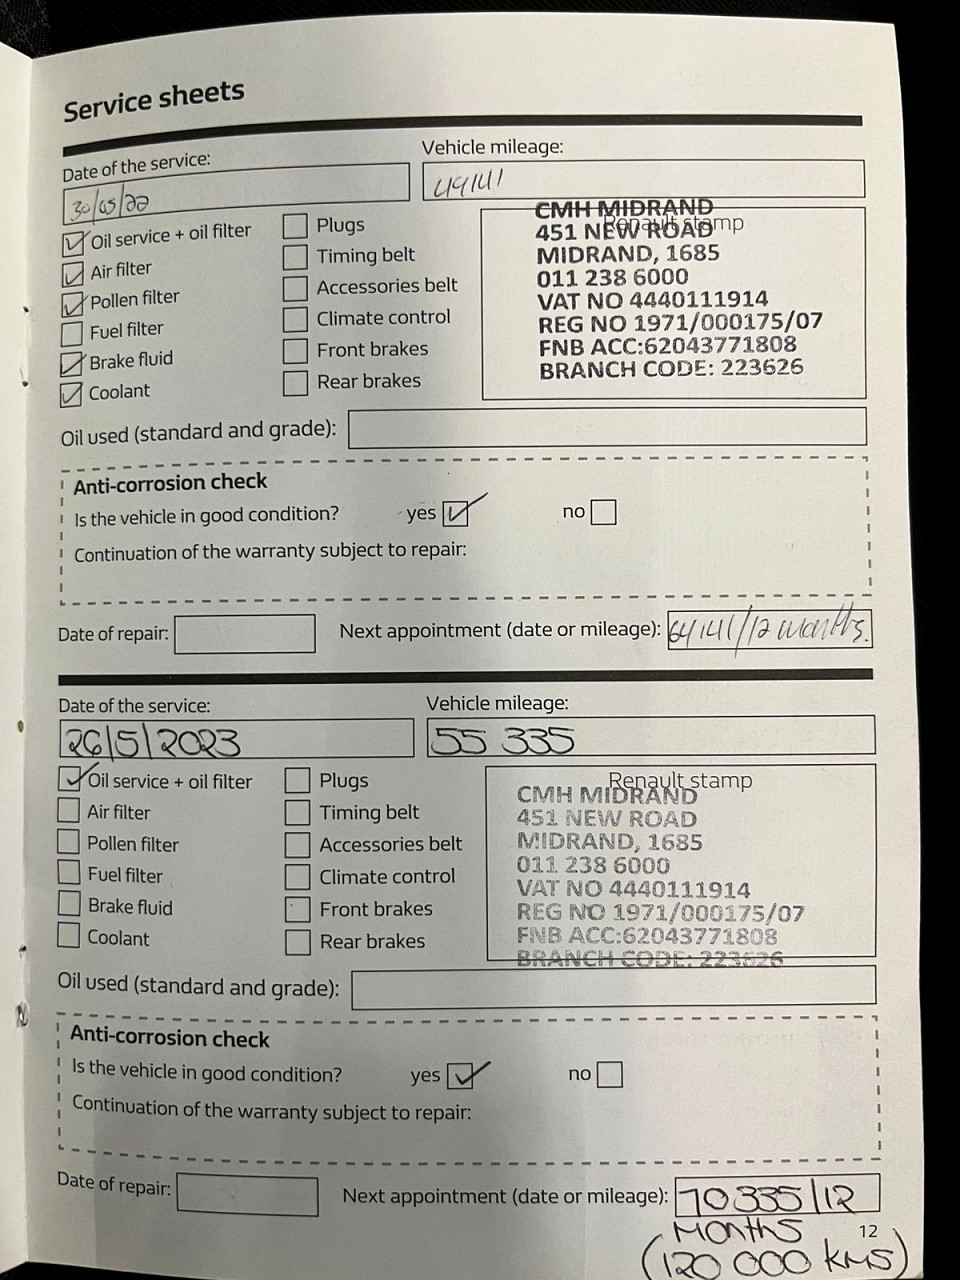 Service sheets
Date of the service:
Vehicle mileage:
30/05/22
49141
Oil service + oil filter
Air filter
Pollen filter
Fuel filter
Brake fluid
Coolant
Plugs
Timing belt
Accessories belt
Climate control
Front brakes
Rear brakes
Renault stamp
CMH MIDRAND
451 NEW ROAD
MIDRAND, 1685
011 238 6000
VAT NO 4440111914
REG NO 1971/000175/07
FNB ACC:62043771808
BRANCH CODE: 223626
Oil used (standard and grade):
Anti-corrosion check
Is the vehicle in good condition? yes no
Continuation of the warranty subject to repair:
Date of repair:
Next appointment (date or mileage): 64141/12 months.
Date of the service:
Vehicle mileage:
26/5/2023
55 335
Oil service + oil filter
Air filter
Pollen filter
Fuel filter
Brake fluid
Coolant
Plugs
Timing belt
Accessories belt
Climate control
Front brakes
Rear brakes
Renault stamp
CMH MIDRAND
451 NEW ROAD
MIDRAND, 1685
011 238 6000
VAT NO 4440111914
REG NO 1971/000175/07
FNB ACC:62043771808
BRANCH CODE: 223626
Oil used (standard and grade):
Anti-corrosion check
Is the vehicle in good condition? yes no
Continuation of the warranty subject to repair:
Date of repair:
Next appointment (date or mileage): 70335/12
MONTHS
(120 000 kms)
12